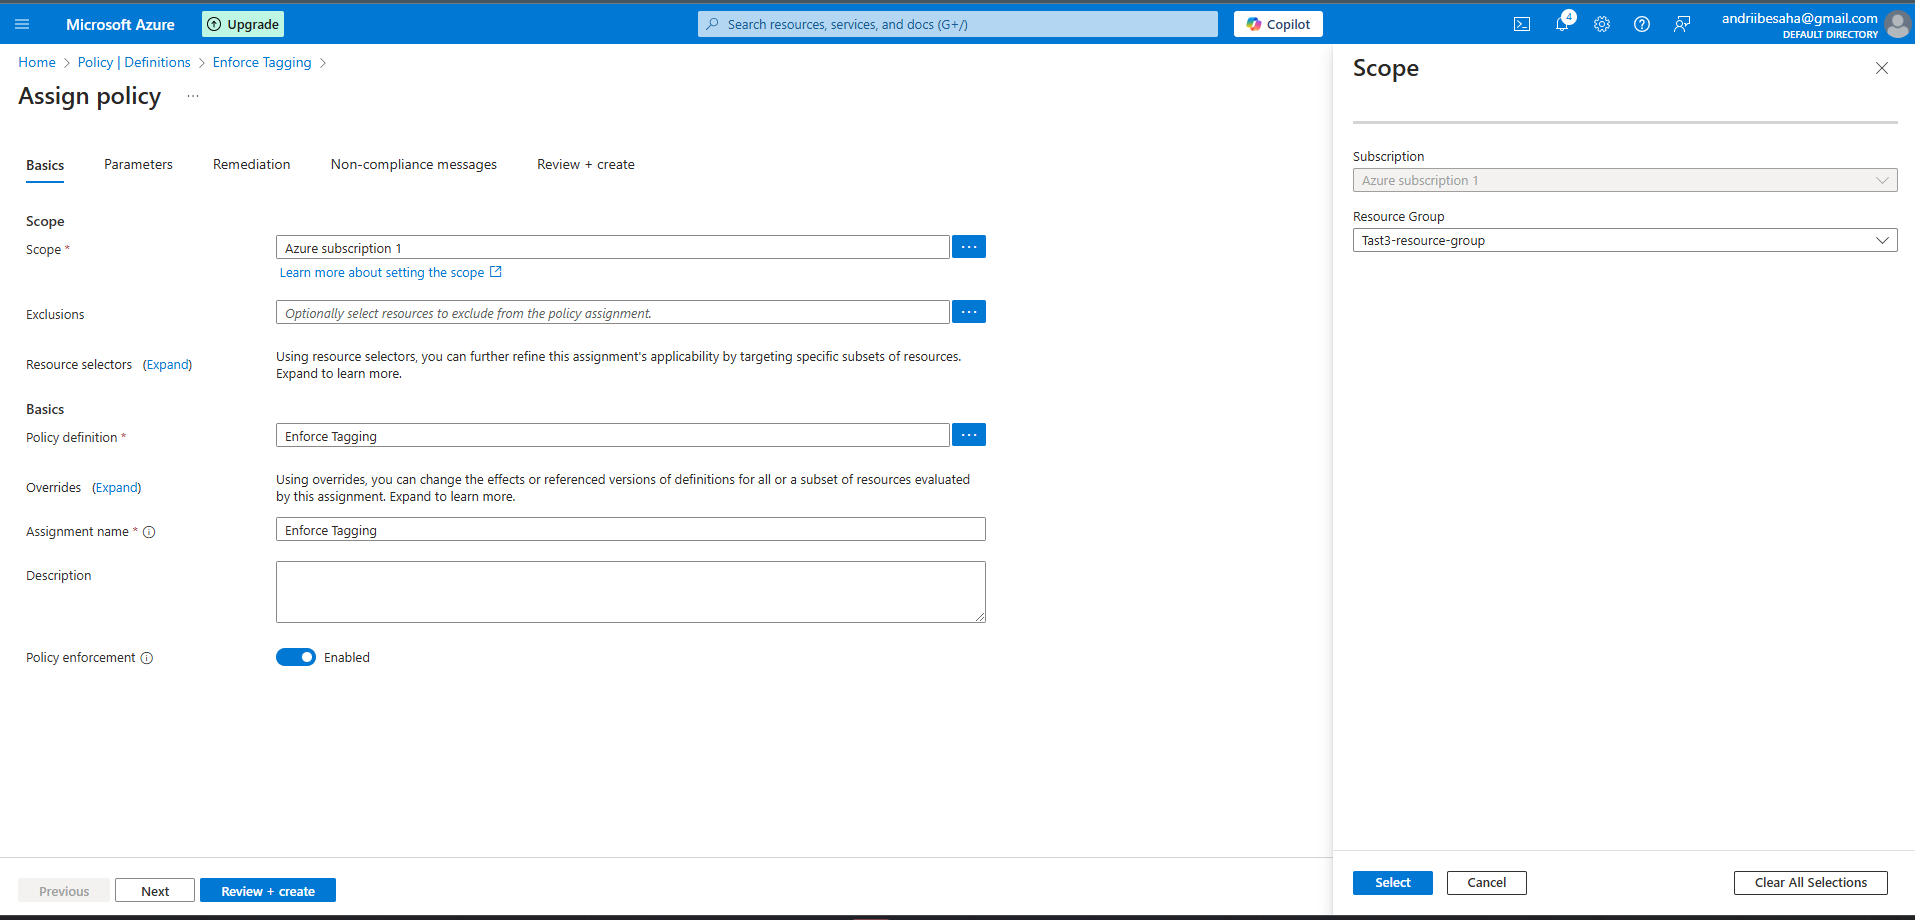 Microsoft Azure
Upgrade
Search resources, services, and docs (G+/)
Copilot
4
andriibesaha@gmail.com
DEFAULT DIRECTORY
Home > Policy | Definitions > Enforce Tagging >
Assign policy ...
Basics
Parameters
Remediation
Non-compliance messages
Review + create
Scope
Scope *
Azure subscription 1
...
Learn more about setting the scope
Exclusions
Optionally select resources to exclude from the policy assignment.
...
Resource selectors (Expand)
Using resource selectors, you can further refine this assignment's applicability by targeting specific subsets of resources.
Expand to learn more.
Basics
Policy definition *
Enforce Tagging
...
Overrides (Expand)
Using overrides, you can change the effects or referenced versions of definitions for all or a subset of resources evaluated
by this assignment. Expand to learn more.
Assignment name *
Enforce Tagging
Description
Policy enforcement
Enabled
Previous
Next
Review + create
Scope
Subscription
Azure subscription 1
Resource Group
Tast3-resource-group
Select
Cancel
Clear All Selections